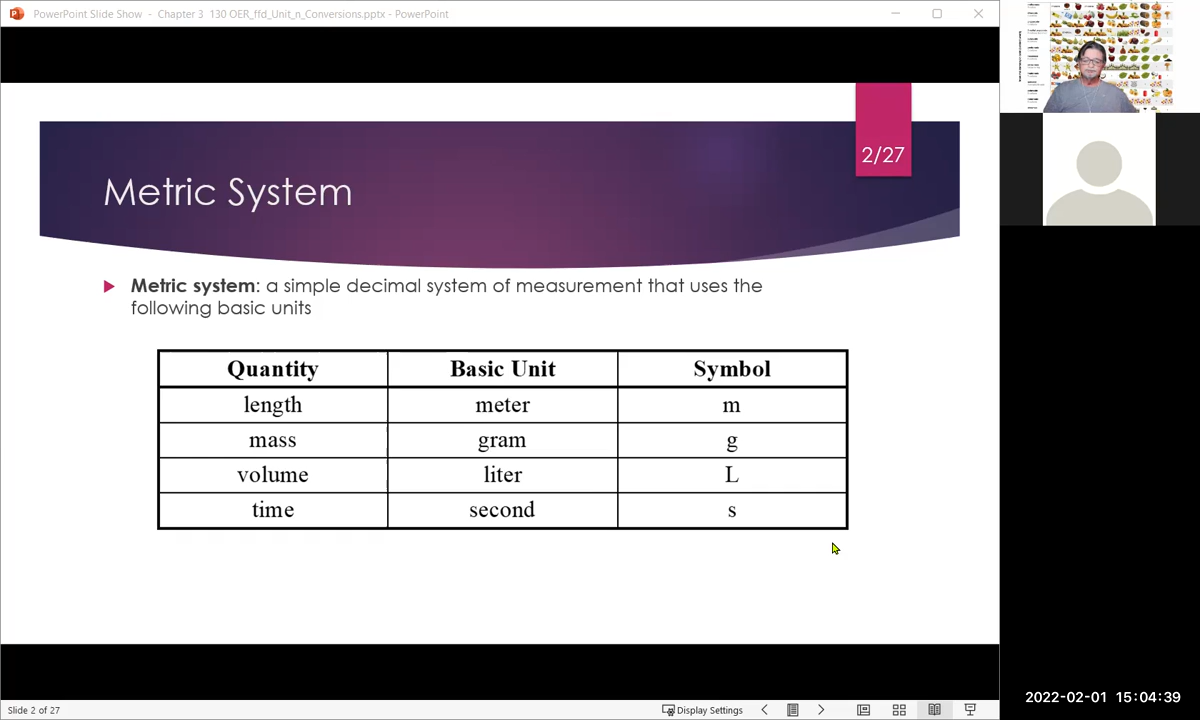 PowerPoint Slide Show - Chapter 3 130 OER_ffd_Unit_n_Conversions.pptx - PowerPoint
2/27
Metric System
Metric system: a simple decimal system of measurement that uses the
following basic units
Quantity Basic Unit Symbol
length meter m
mass gram g
volume liter L
time second s
Slide 2 of 27
Display Settings
2022-02-01 15:04:39